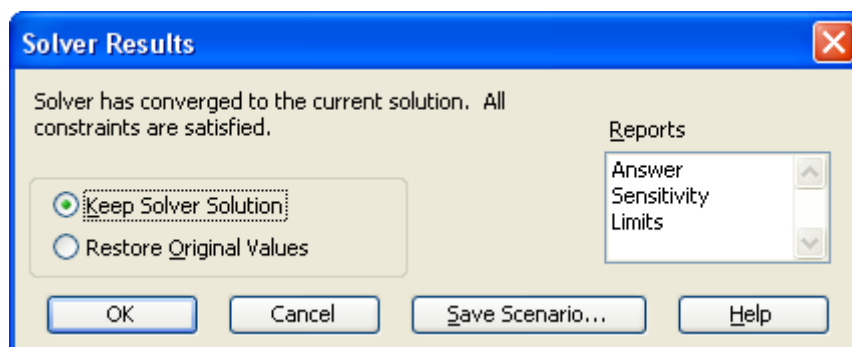 Solver Results
Solver has converged to the current solution.  All
constraints are satisfied.
Reports
Answer
Sensitivity
Limits
Keep Solver Solution
Restore Original Values
OK
Cancel
Save Scenario...
Help